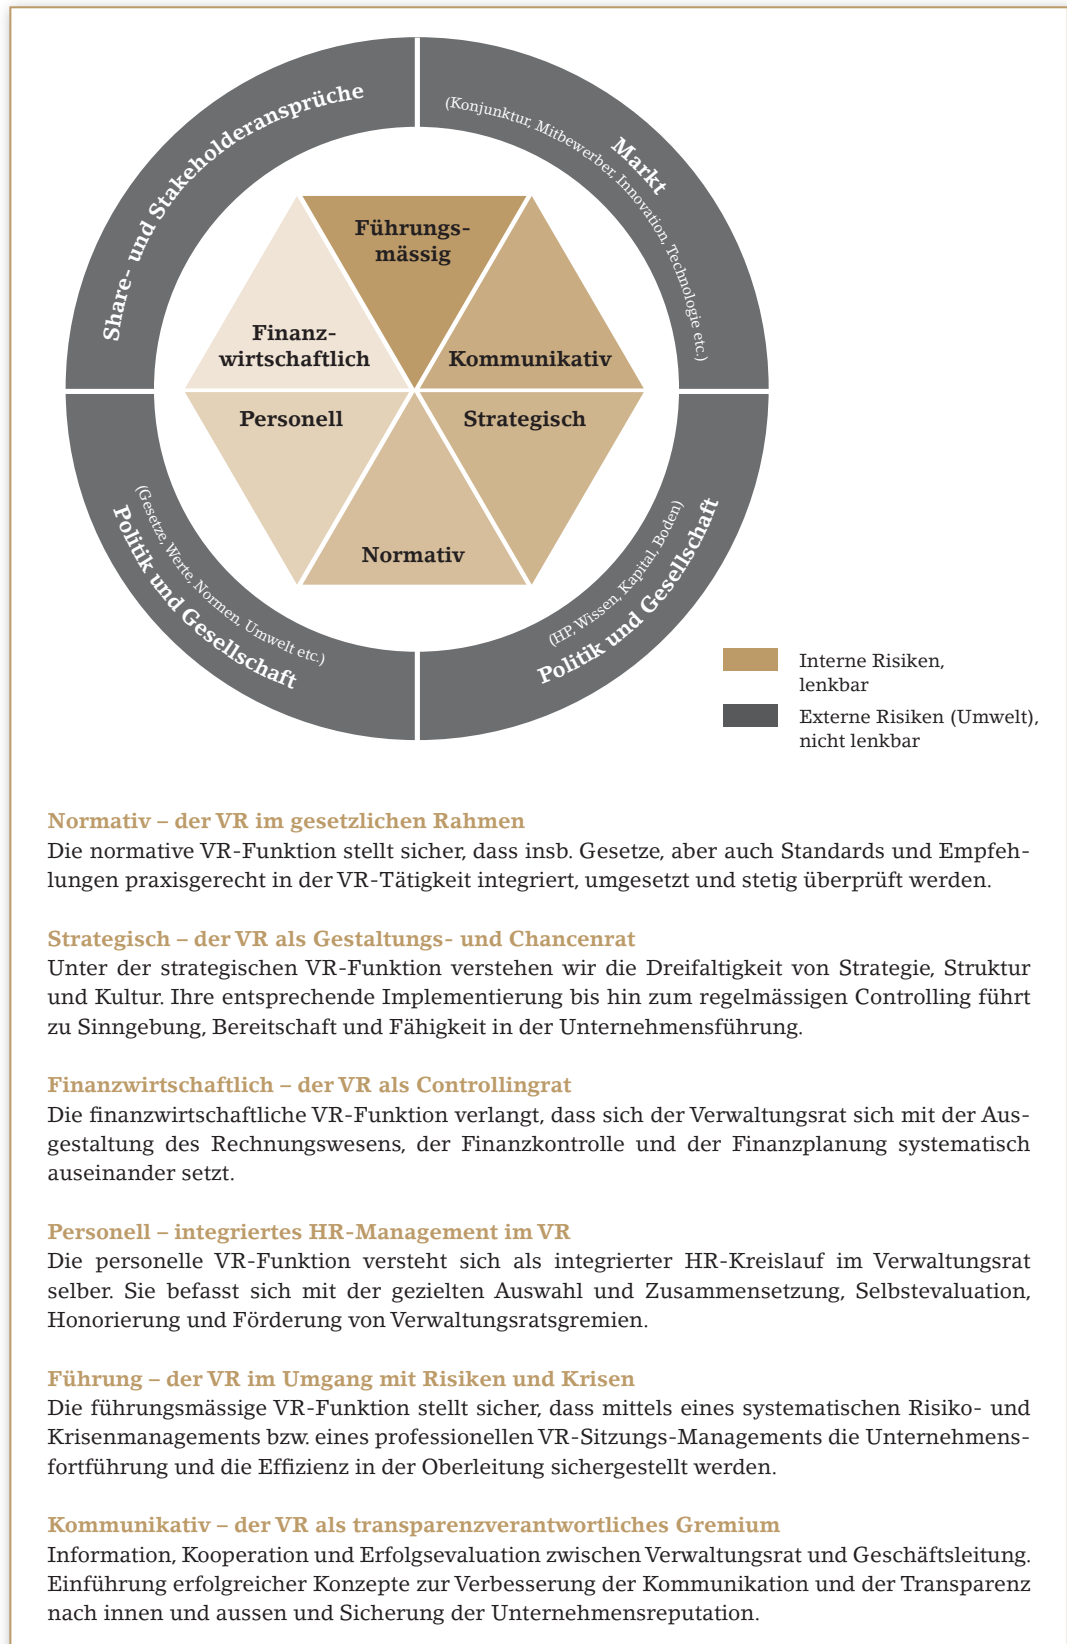 Share- und Stakeholderansprüche
(Konjunktur, Mitbewerber, Innovation, Technologie etc.)
Markt
Führungs-
mässig
Finanz-
wirtschaftlich
Kommunikativ
Personell
Strategisch
Normativ
(Gesetze, Werte, Normen, Umwelt etc.)
Politik und Gesellschaft
(HP, Wissen, Kapital, Boden)
Politik und Gesellschaft
Interne Risiken,
lenkbar
Externe Risiken (Umwelt),
nicht lenkbar
Normativ – der VR im gesetzlichen Rahmen
Die normative VR-Funktion stellt sicher, dass insb. Gesetze, aber auch Standards und Empfeh-
lungen praxisgerecht in der VR-Tätigkeit integriert, umgesetzt und stetig überprüft werden.
Strategisch – der VR als Gestaltungs- und Chancenrat
Unter der strategischen VR-Funktion verstehen wir die Dreifaltigkeit von Strategie, Struktur
und Kultur. Ihre entsprechende Implementierung bis hin zum regelmässigen Controlling führt
zu Sinngebung, Bereitschaft und Fähigkeit in der Unternehmensführung.
Finanzwirtschaftlich – der VR als Controllingrat
Die finanzwirtschaftliche VR-Funktion verlangt, dass sich der Verwaltungsrat sich mit der Aus-
gestaltung des Rechnungswesens, der Finanzkontrolle und der Finanzplanung systematisch
auseinander setzt.
Personell – integriertes HR-Management im VR
Die personelle VR-Funktion versteht sich als integrierter HR-Kreislauf im Verwaltungsrat
selber. Sie befasst sich mit der gezielten Auswahl und Zusammensetzung, Selbstevaluation,
Honorierung und Förderung von Verwaltungsratsgremien.
Führung – der VR im Umgang mit Risiken und Krisen
Die führungsmässige VR-Funktion stellt sicher, dass mittels eines systematischen Risiko- und
Krisenmanagements bzw. eines professionellen VR-Sitzungs-Managements die Unternehmens-
fortführung und die Effizienz in der Oberleitung sichergestellt werden.
Kommunikativ – der VR als transparenzverantwortliches Gremium
Information, Kooperation und Erfolgsevaluation zwischen Verwaltungsrat und Geschäftsleitung.
Einführung erfolgreicher Konzepte zur Verbesserung der Kommunikation und der Transparenz
nach innen und aussen und Sicherung der Unternehmensreputation.